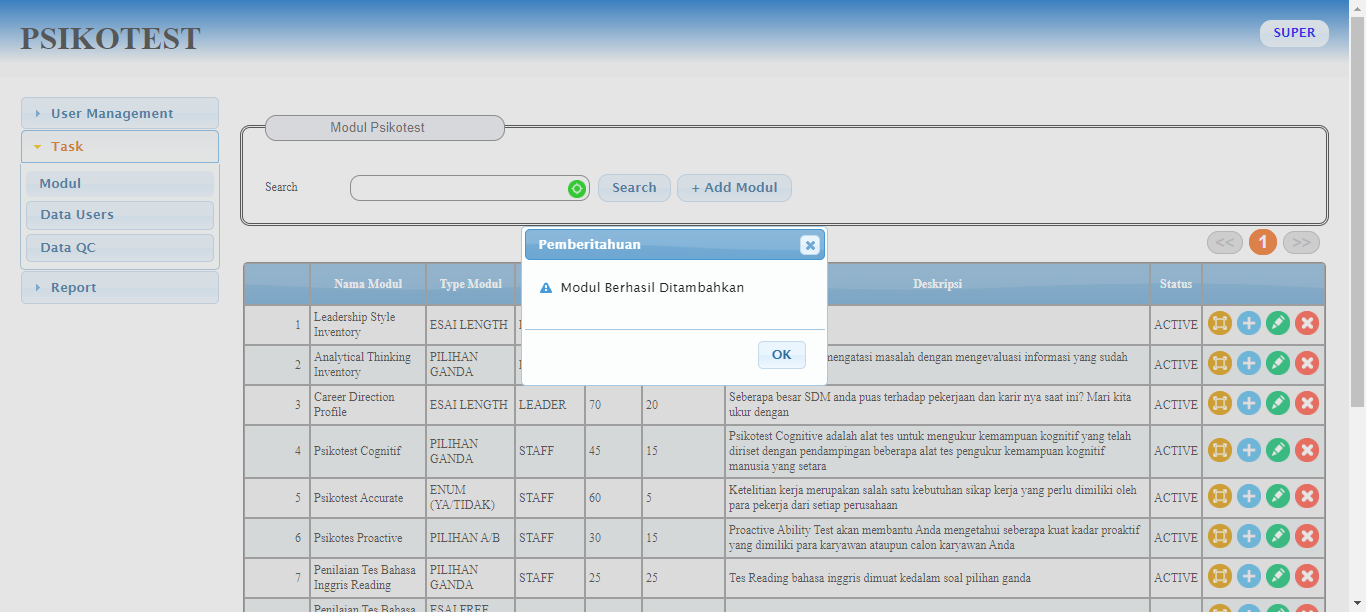 PSIKOTEST
SUPER
User Management
Task
Modul
Data Users
Data QC
Report
Modul Psikotest
Search
Search
+ Add Modul
<< 1 >>
Pemberitahuan
Modul Berhasil Ditambahkan
OK
Nama Modul Type Modul Deskripsi Status
1 Leadership Style
Inventory
ESAI LENGTH
ACTIVE
2 Analytical Thinking
Inventory
PILIHAN
GANDA
mengatasi masalah dengan mengevaluasi informasi yang sudah
ACTIVE
3 Career Direction
Profile
ESAI LENGTH LEADER 70 20
Seberapa besar SDM anda puas terhadap pekerjaan dan karir nya saat ini? Mari kita
ukur dengan
ACTIVE
4 Psikotest Cognitif
PILIHAN
GANDA
STAFF 45 15
Psikotest Cognitive adalah alat tes untuk mengukur kemampuan kognitif yang telah
diriset dengan pendampingan beberapa alat tes pengukur kemampuan kognitif
manusia yang setara
ACTIVE
5 Psikotest Accurate
ENUM
(YA/TIDAK)
STAFF 60 5
Ketelitian kerja merupakan salah satu kebutuhan sikap kerja yang perlu dimiliki oleh
para pekerja dari setiap perusahaan
ACTIVE
6 Psikotes Proactive PILIHAN A/B STAFF 30 15
Proactive Ability Test akan membantu Anda mengetahui seberapa kuat kadar proaktif
yang dimiliki para karyawan ataupun calon karyawan Anda
ACTIVE
7 Penilaian Tes Bahasa
Inggris Reading
PILIHAN
GANDA
STAFF 25 25
Tes Reading bahasa inggris dimuat kedalam soal pilihan ganda
ACTIVE
Penilaian Tes Bahasa
ESAI FREE